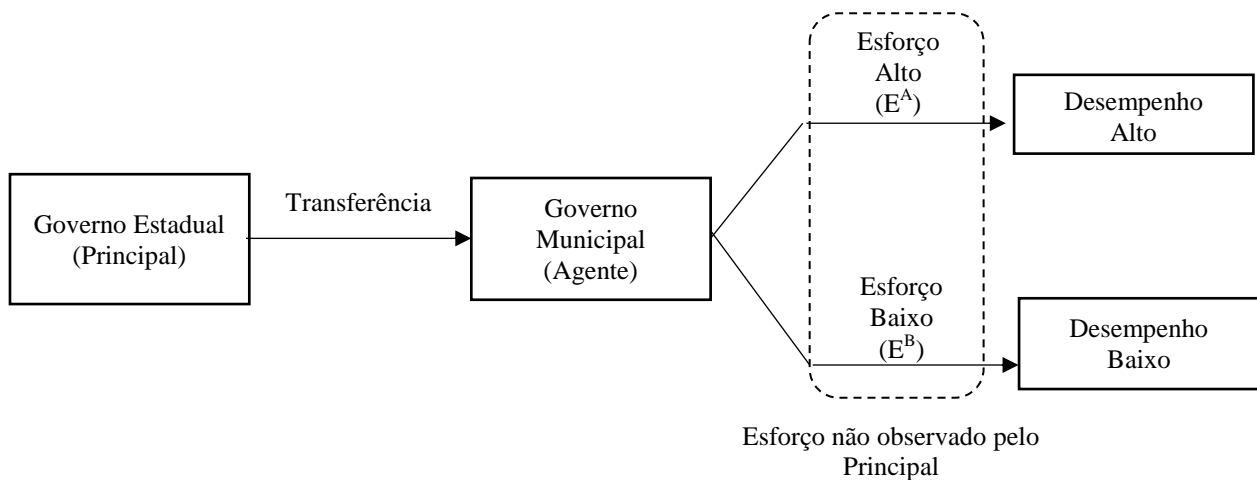 Governo Estadual
(Principal)
Transferência
Governo
Municipal
(Agente)
Esforço
Alto
(E^A)
Desempenho
Alto
Esforço
Baixo
(E^B)
Desempenho
Baixo
Esforço não observado pelo
Principal